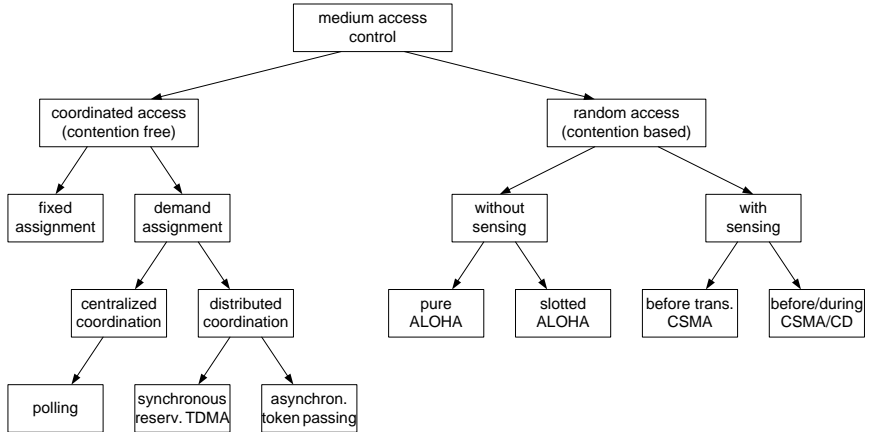 medium access
control
coordinated access
(contention free)
random access
(contention based)
fixed
assignment
demand
assignment
without
sensing
with
sensing
centralized
coordination
distributed
coordination
pure
ALOHA
slotted
ALOHA
before trans.
CSMA
before/during
CSMA/CD
polling
synchronous
reserv. TDMA
asynchron.
token passing